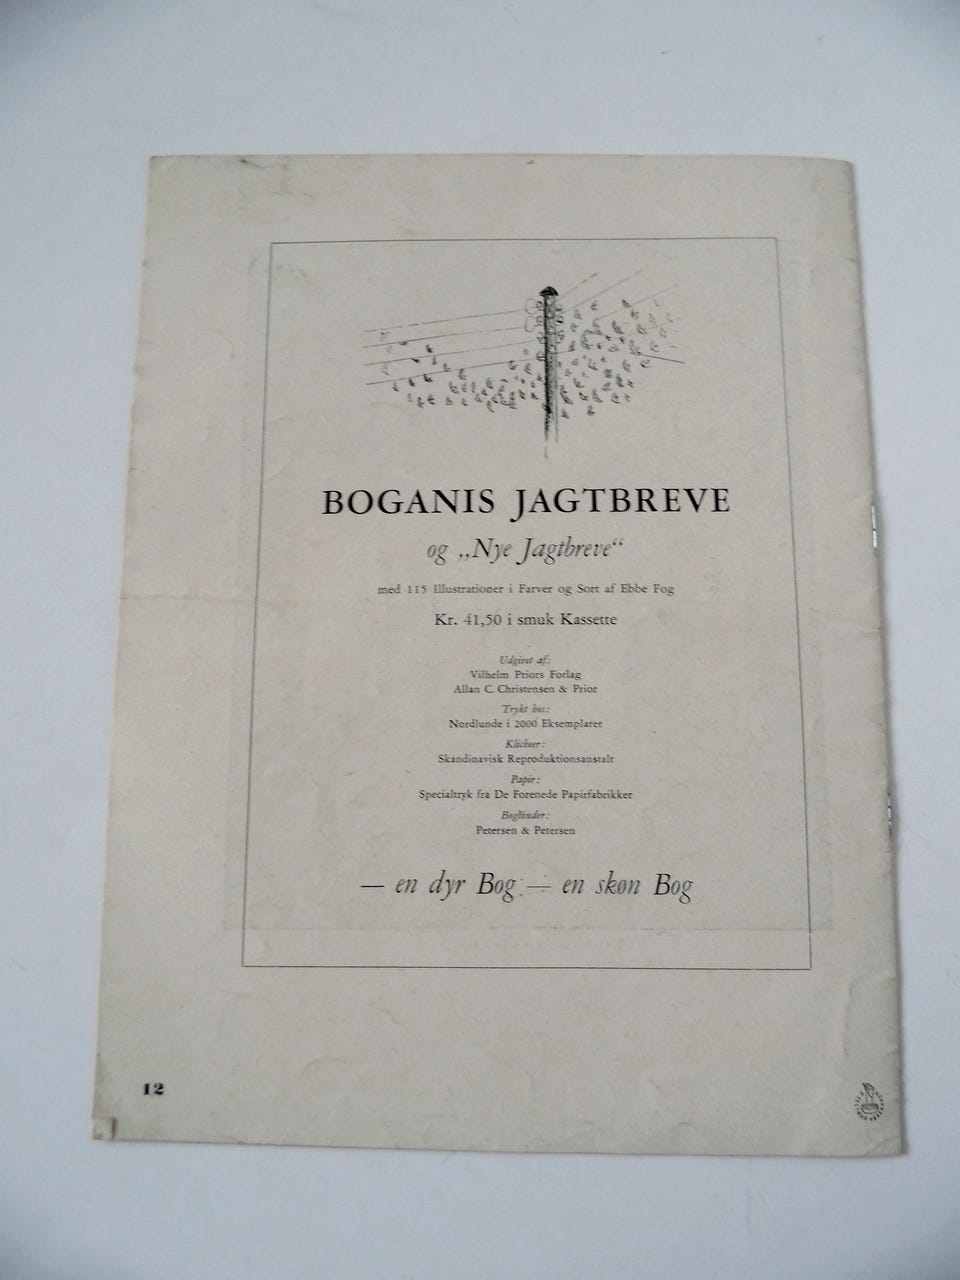 BOGANIS JAGTBREVE
og „Nye Jagtbreve“
med 115 Illustrationer i Farver og Sort af Ebbe Fog
Kr. 41,50 i smuk Kassette
Udgivet af:
Vilhelm Priors Forlag
Allan C. Christensen & Prior
Trykt hos:
Nordlunde i 2000 Eksemplarer
Klicheer:
Skandinavisk Reproduktionsanstalt
Papir:
Specialtryk fra De Forenede Papirfabrikker
Bogbinder:
Petersen & Petersen
— en dyr Bog — en skøn Bog
12